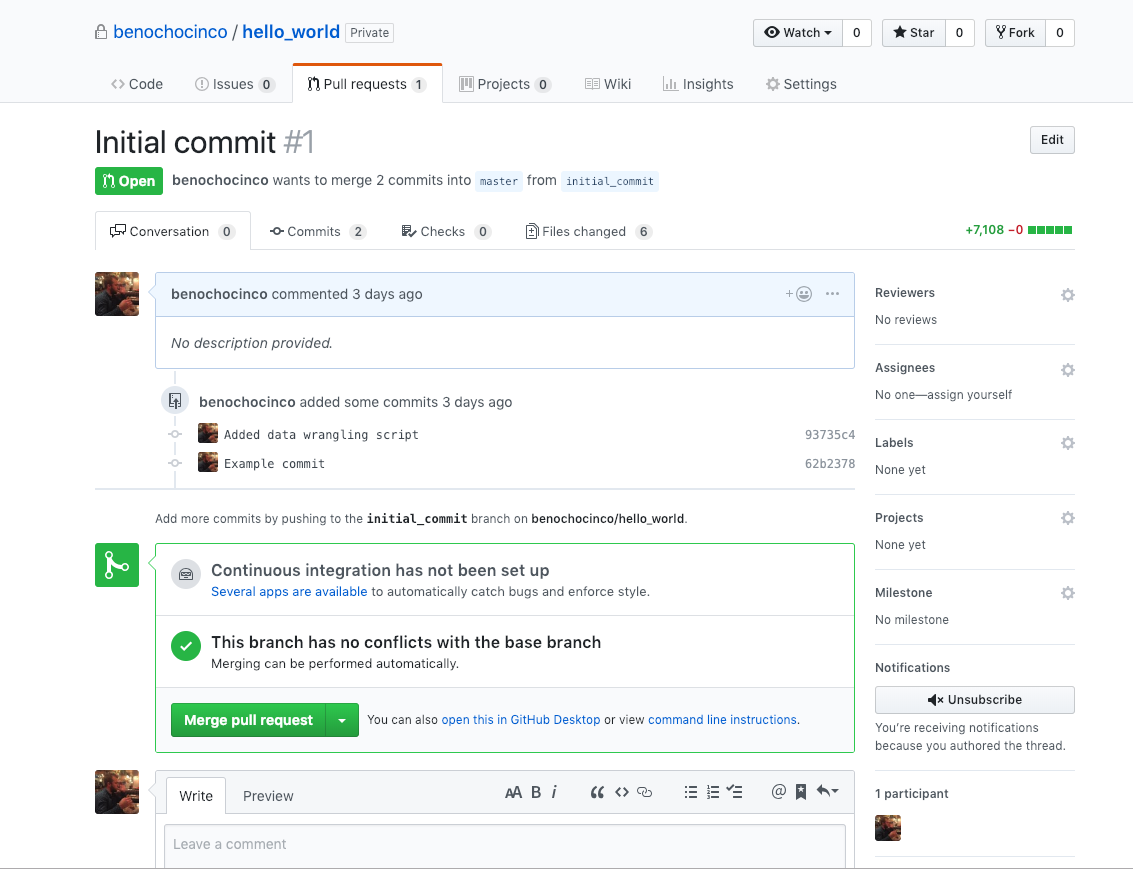 benochocinco / hello_world Private
Watch 0 Star 0 Fork 0
Code Issues 0 Pull requests 1 Projects 0 Wiki Insights Settings
Initial commit #1
Edit
Open benochocinco wants to merge 2 commits into master from initial_commit
Conversation 0 Commits 2 Checks 0 Files changed 6
+7,108 −0
benochocinco commented 3 days ago
No description provided.
benochocinco added some commits 3 days ago
Added data wrangling script 93735c4
Example commit 62b2378
Add more commits by pushing to the initial_commit branch on benochocinco/hello_world.
Continuous integration has not been set up
Several apps are available to automatically catch bugs and enforce style.
This branch has no conflicts with the base branch
Merging can be performed automatically.
Merge pull request You can also open this in GitHub Desktop or view command line instructions.
Write Preview
AA B i
Leave a comment
Reviewers
No reviews
Assignees
No one—assign yourself
Labels
None yet
Projects
None yet
Milestone
No milestone
Notifications
Unsubscribe
You’re receiving notifications
because you authored the thread.
1 participant